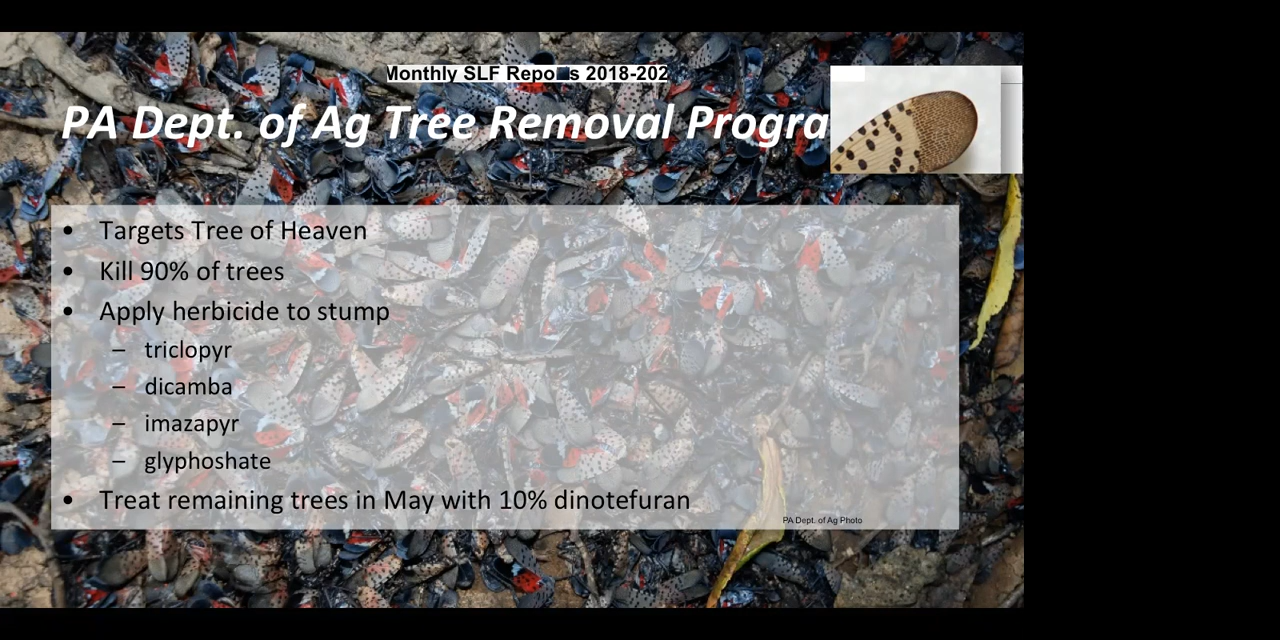 Monthly SLF Reports 2018-202
PA Dept. of Ag Tree Removal Progra
• Targets Tree of Heaven
• Kill 90% of trees
• Apply herbicide to stump
– triclopyr
– dicamba
– imazapyr
– glyphoshate
• Treat remaining trees in May with 10% dinotefuran
PA Dept. of Ag Photo